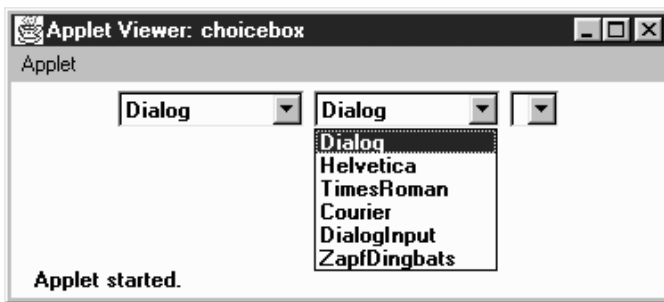 Applet Viewer: choicebox
Applet
Dialog
Dialog
Dialog
Helvetica
TimesRoman
Courier
DialogInput
ZapfDingbats
Applet started.